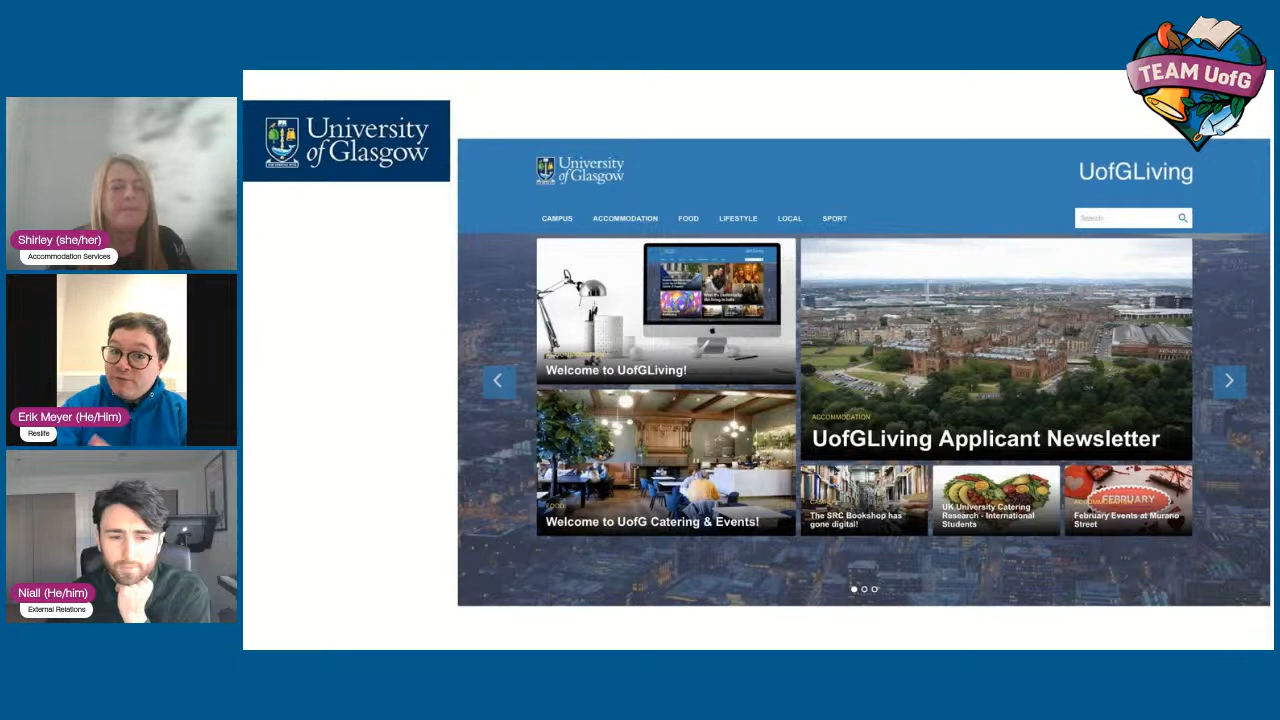 TEAM UofG
University
of Glasgow
University
of Glasgow
UofGLiving
CAMPUS ACCOMMODATION FOOD LIFESTYLE LOCAL SPORT
Search
Shirley (she/her)
Accommodation Services
Erik Meyer (He/Him)
Reslife
Niall (He/him)
External Relations
Welcome to UofGLiving!
ACCOMMODATION
UofGLiving Applicant Newsletter
FOOD
Welcome to UofG Catering & Events!
The SRC Bookshop has
gone digital!
UK University Catering
Research - International
Students
FEBRUARY
February Events at Murano
Street